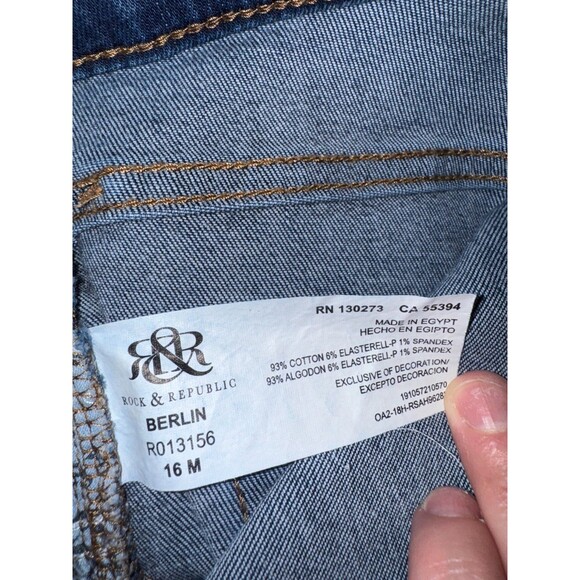 R&R
ROCK & REPUBLIC
BERLIN
R013156
16 M
RN 130273 CA 55394
MADE IN EGYPT
HECHO EN EGIPTO
93% COTTON 6% ELASTERELL-P 1% SPANDEX
93% ALGODON 6% ELASTERELL-P 1% SPANDEX
EXCLUSIVE OF DECORATION/
EXCEPTO DECORACION
191057210570